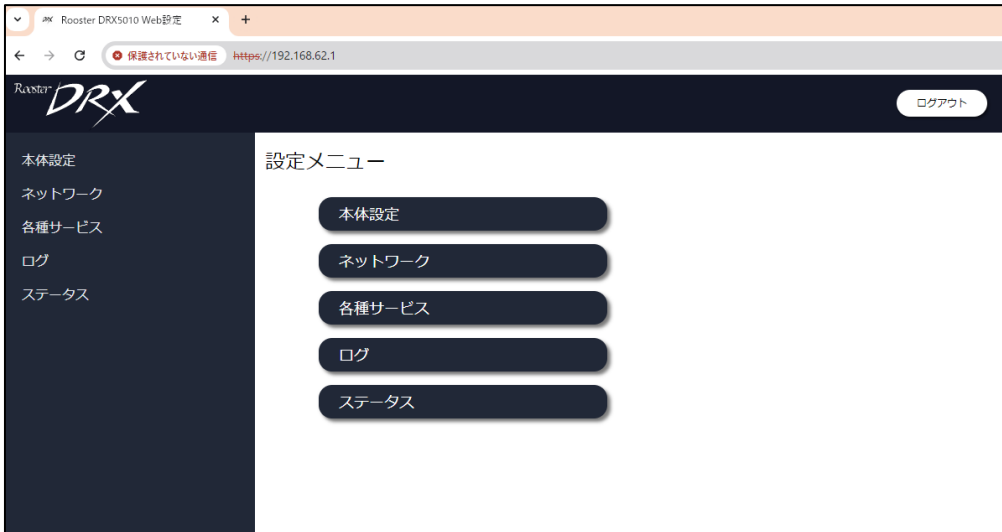 Rooster DRX5010 Web設定
保護されていない通信 https://192.168.62.1
Rooster DRX
ログアウト
本体設定
ネットワーク
各種サービス
ログ
ステータス
設定メニュー
本体設定
ネットワーク
各種サービス
ログ
ステータス